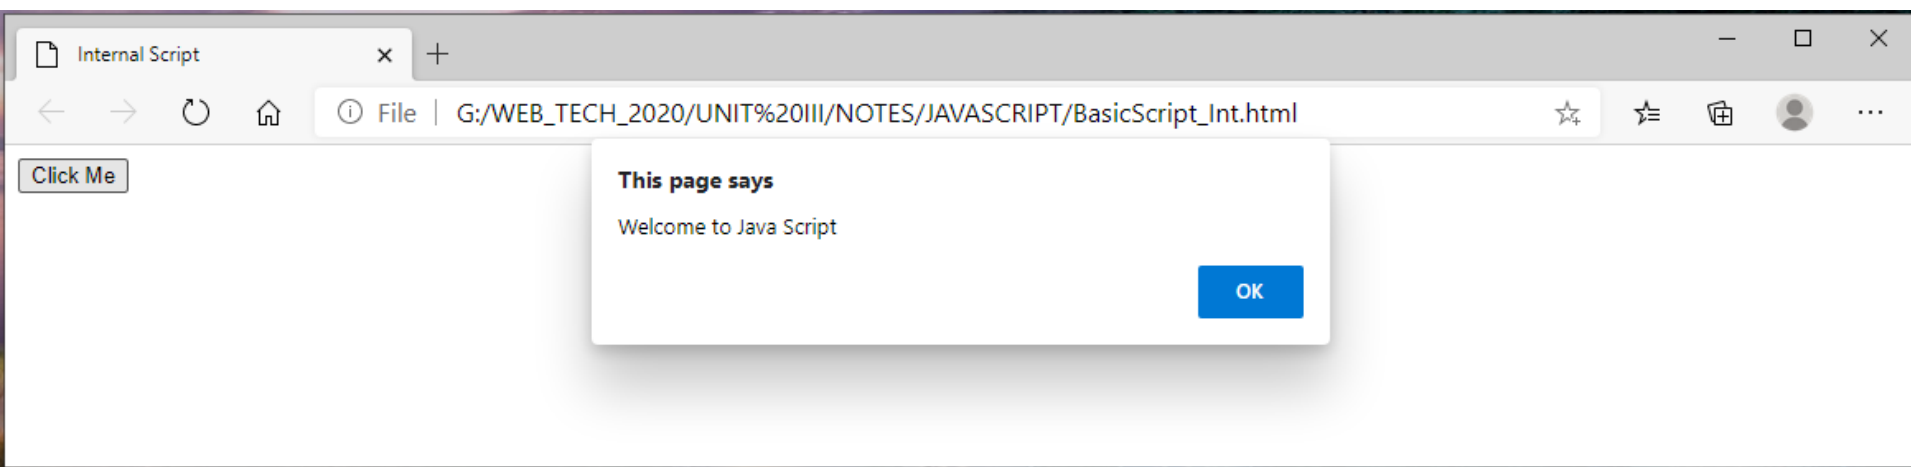 Internal Script
File G:/WEB_TECH_2020/UNIT%20III/NOTES/JAVASCRIPT/BasicScript_Int.html
Click Me
This page says
Welcome to Java Script
OK